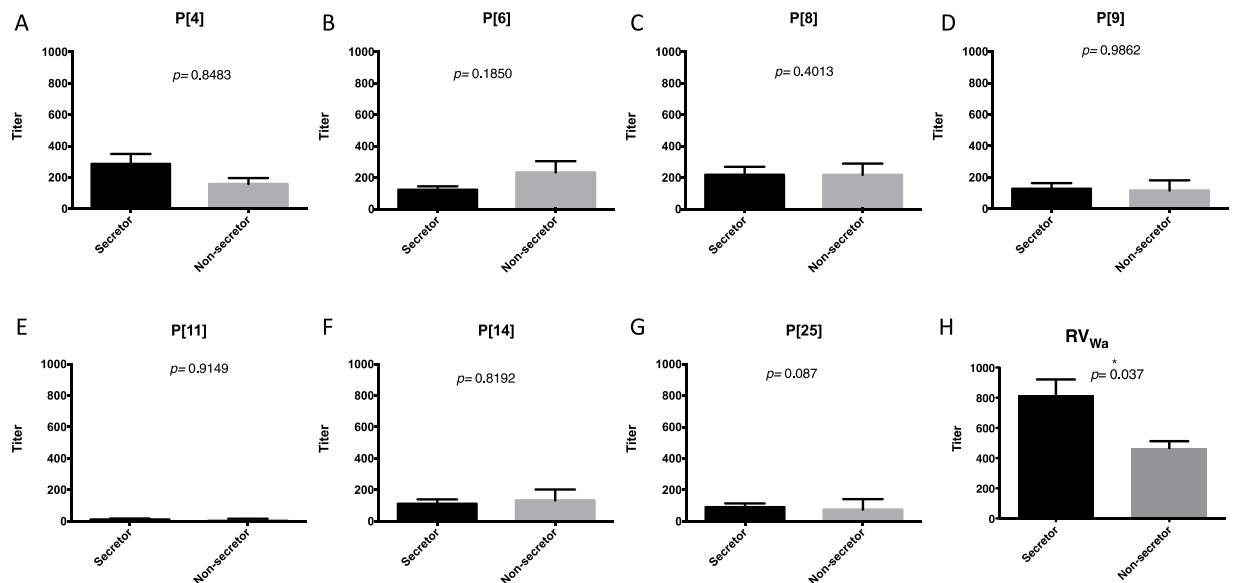 A
P[4]
1000
800
600
400
200
0
Titer
p= 0.8483
Secretor
Non-secretor
B
P[6]
1000
800
600
400
200
0
Titer
p= 0.1850
Secretor
Non-secretor
C
P[8]
1000
800
600
400
200
0
Titer
p= 0.4013
Secretor
Non-secretor
D
P[9]
1000
800
600
400
200
0
Titer
p= 0.9862
Secretor
Non-secretor
E
P[11]
1000
800
600
400
200
0
Titer
p= 0.9149
Secretor
Non-secretor
F
P[14]
1000
800
600
400
200
0
Titer
p= 0.8192
Secretor
Non-secretor
G
P[25]
1000
800
600
400
200
0
Titer
p= 0.087
Secretor
Non-secretor
H
RVWa
*
p= 0.037
1000
800
600
400
200
0
Titer
Secretor
Non-secretor